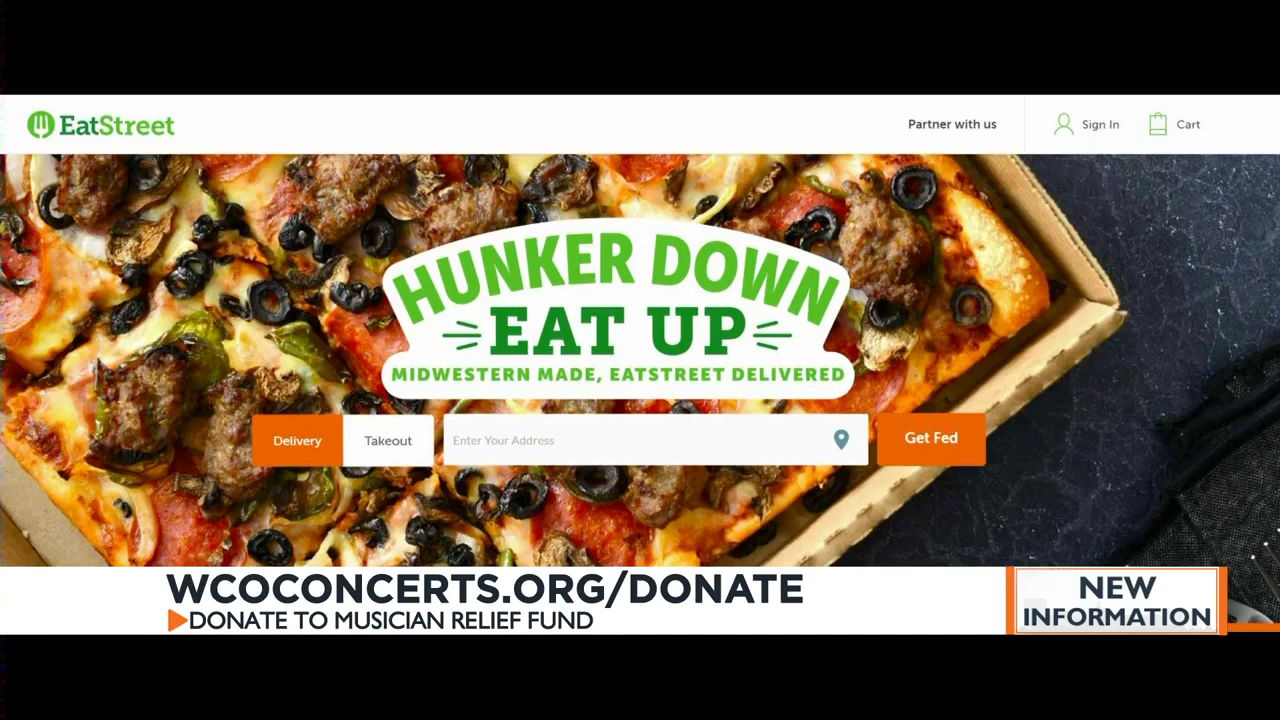 EatStreet
Partner with us
Sign In
Cart
HUNKER DOWN
EAT UP
MIDWESTERN MADE, EATSTREET DELIVERED
Delivery
Takeout
Enter Your Address
Get Fed
WCOCONCERTS.ORG/DONATE
DONATE TO MUSICIAN RELIEF FUND
NEW
INFORMATION